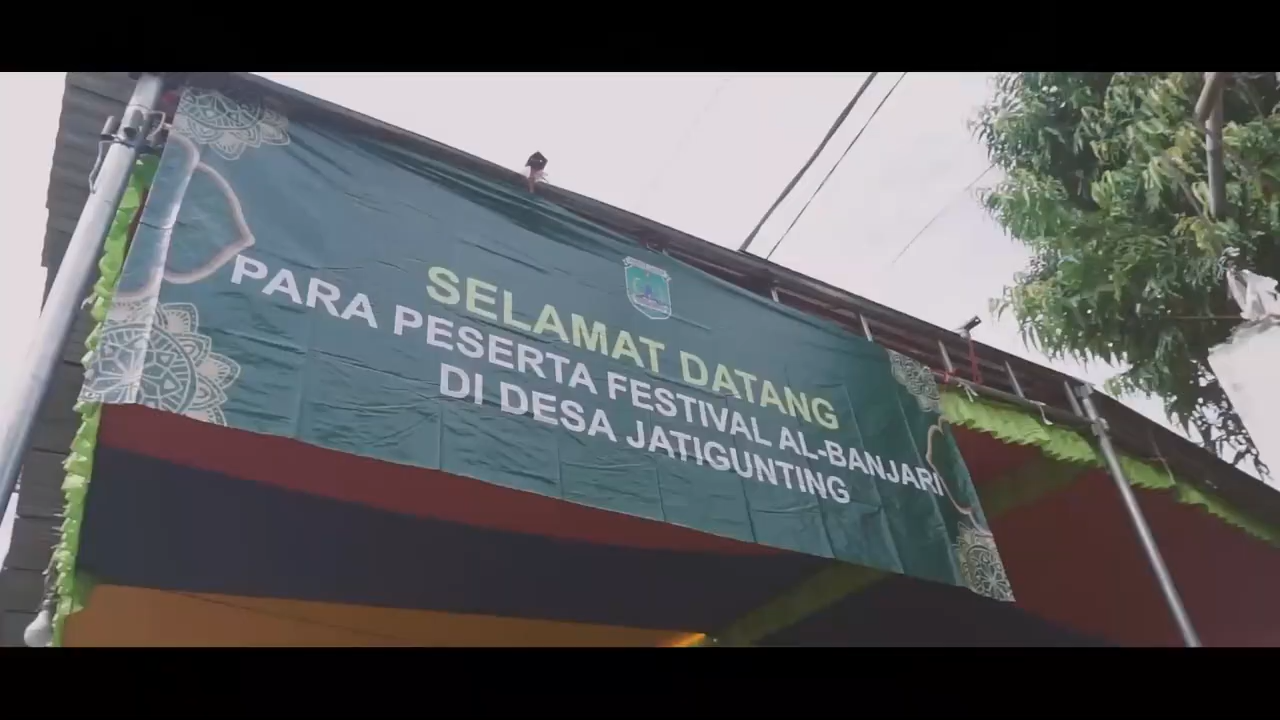 SELAMAT DATANG
PARA PESERTA FESTIVAL AL-BANJARI
DI DESA JATIGUNTING